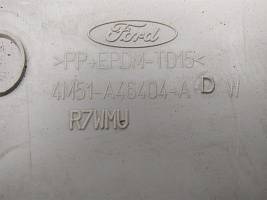 Ford
>PP+EPDM-TD15<
4M51-A46404-A D W
R7WMU